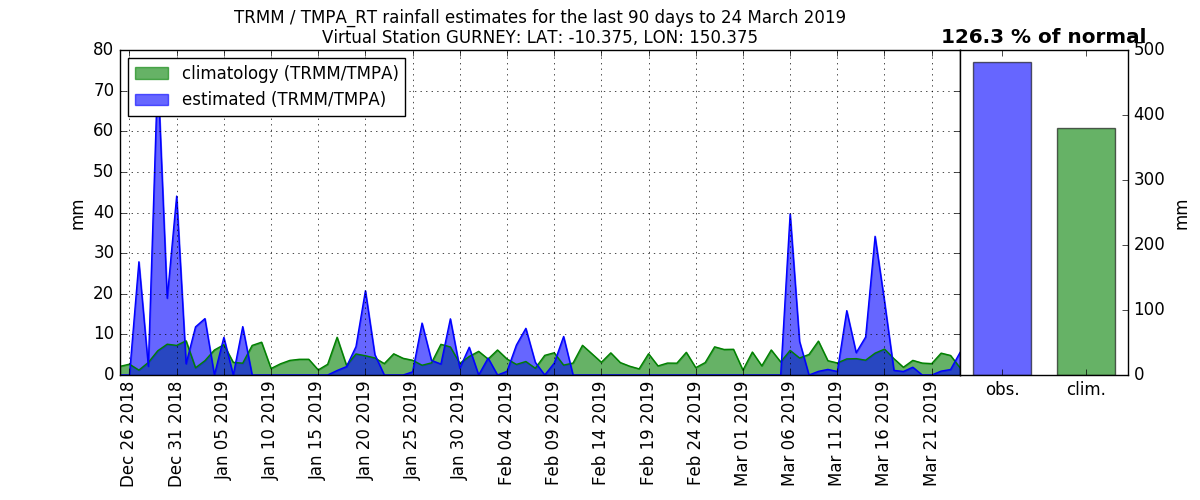 TRMM / TMPA_RT rainfall estimates for the last 90 days to 24 March 2019
Virtual Station GURNEY: LAT: -10.375, LON: 150.375
126.3 % of normal
climatology (TRMM/TMPA)
estimated (TRMM/TMPA)
mm
80
70
60
50
40
30
20
10
0
Dec 26 2018
Dec 31 2018
Jan 05 2019
Jan 10 2019
Jan 15 2019
Jan 20 2019
Jan 25 2019
Jan 30 2019
Feb 04 2019
Feb 09 2019
Feb 14 2019
Feb 19 2019
Feb 24 2019
Mar 01 2019
Mar 06 2019
Mar 11 2019
Mar 16 2019
Mar 21 2019
obs.
clim.
500
400
300
200
100
0
mm